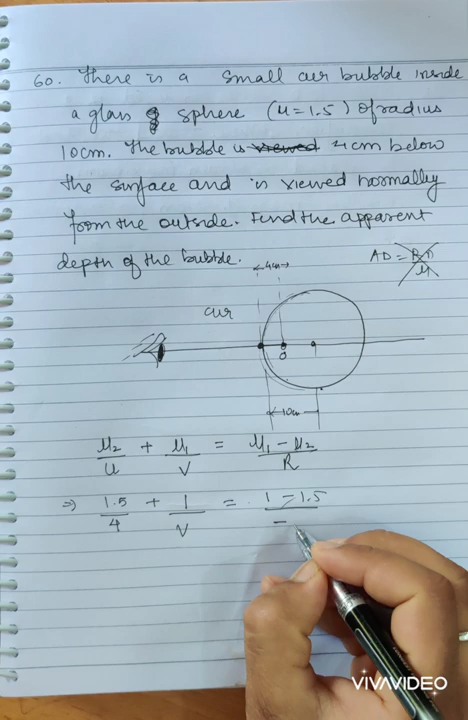 60. There is a small air bubble inside
a glass sphere (μ=1.5) of radius
10cm. The bubble is viewed 4cm below
the surface and is viewed normally
from the outside. Find the apparent
depth of the bubble.
AD = RD/μ
←4cm→
air
O
←10cm→
μ₂/u + μ₁/v = μ₁ - μ₂/R
⇒ 1.5/4 + 1/v = 1 - 1.5/-
VIVAVIDEO